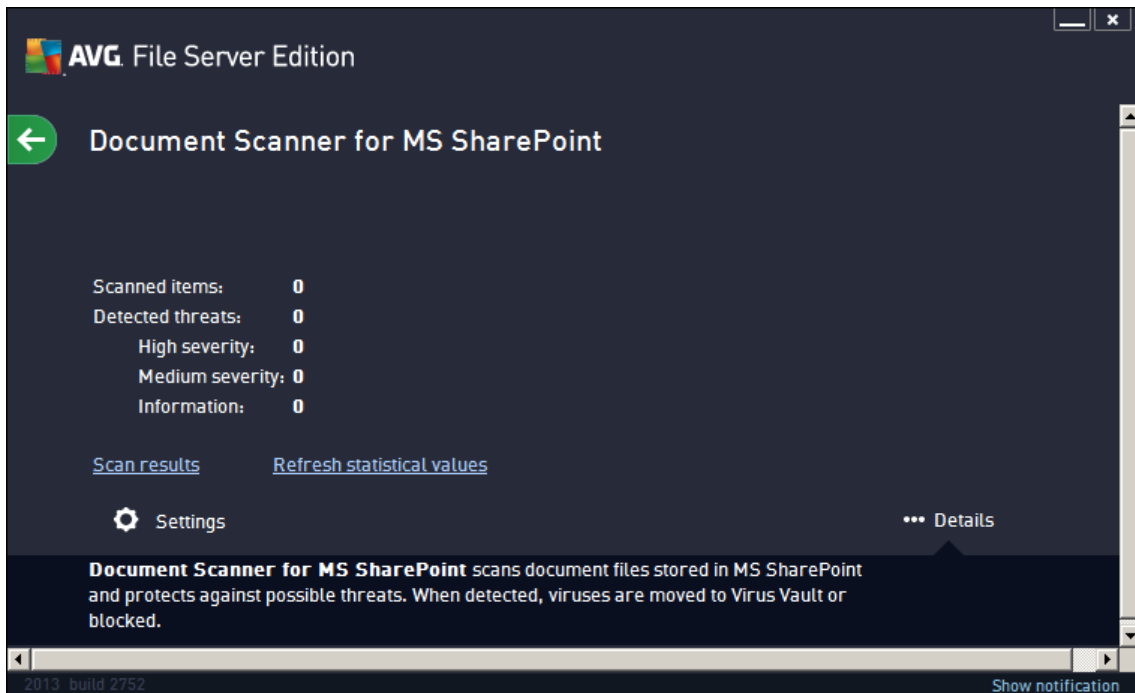 AVG. File Server Edition
Document Scanner for MS SharePoint
Scanned items: 0
Detected threats: 0
High severity: 0
Medium severity: 0
Information: 0
Scan results Refresh statistical values
Settings ••• Details
Document Scanner for MS SharePoint scans document files stored in MS SharePoint
and protects against possible threats. When detected, viruses are moved to Virus Vault or
blocked.
2013 build 2752 Show notification